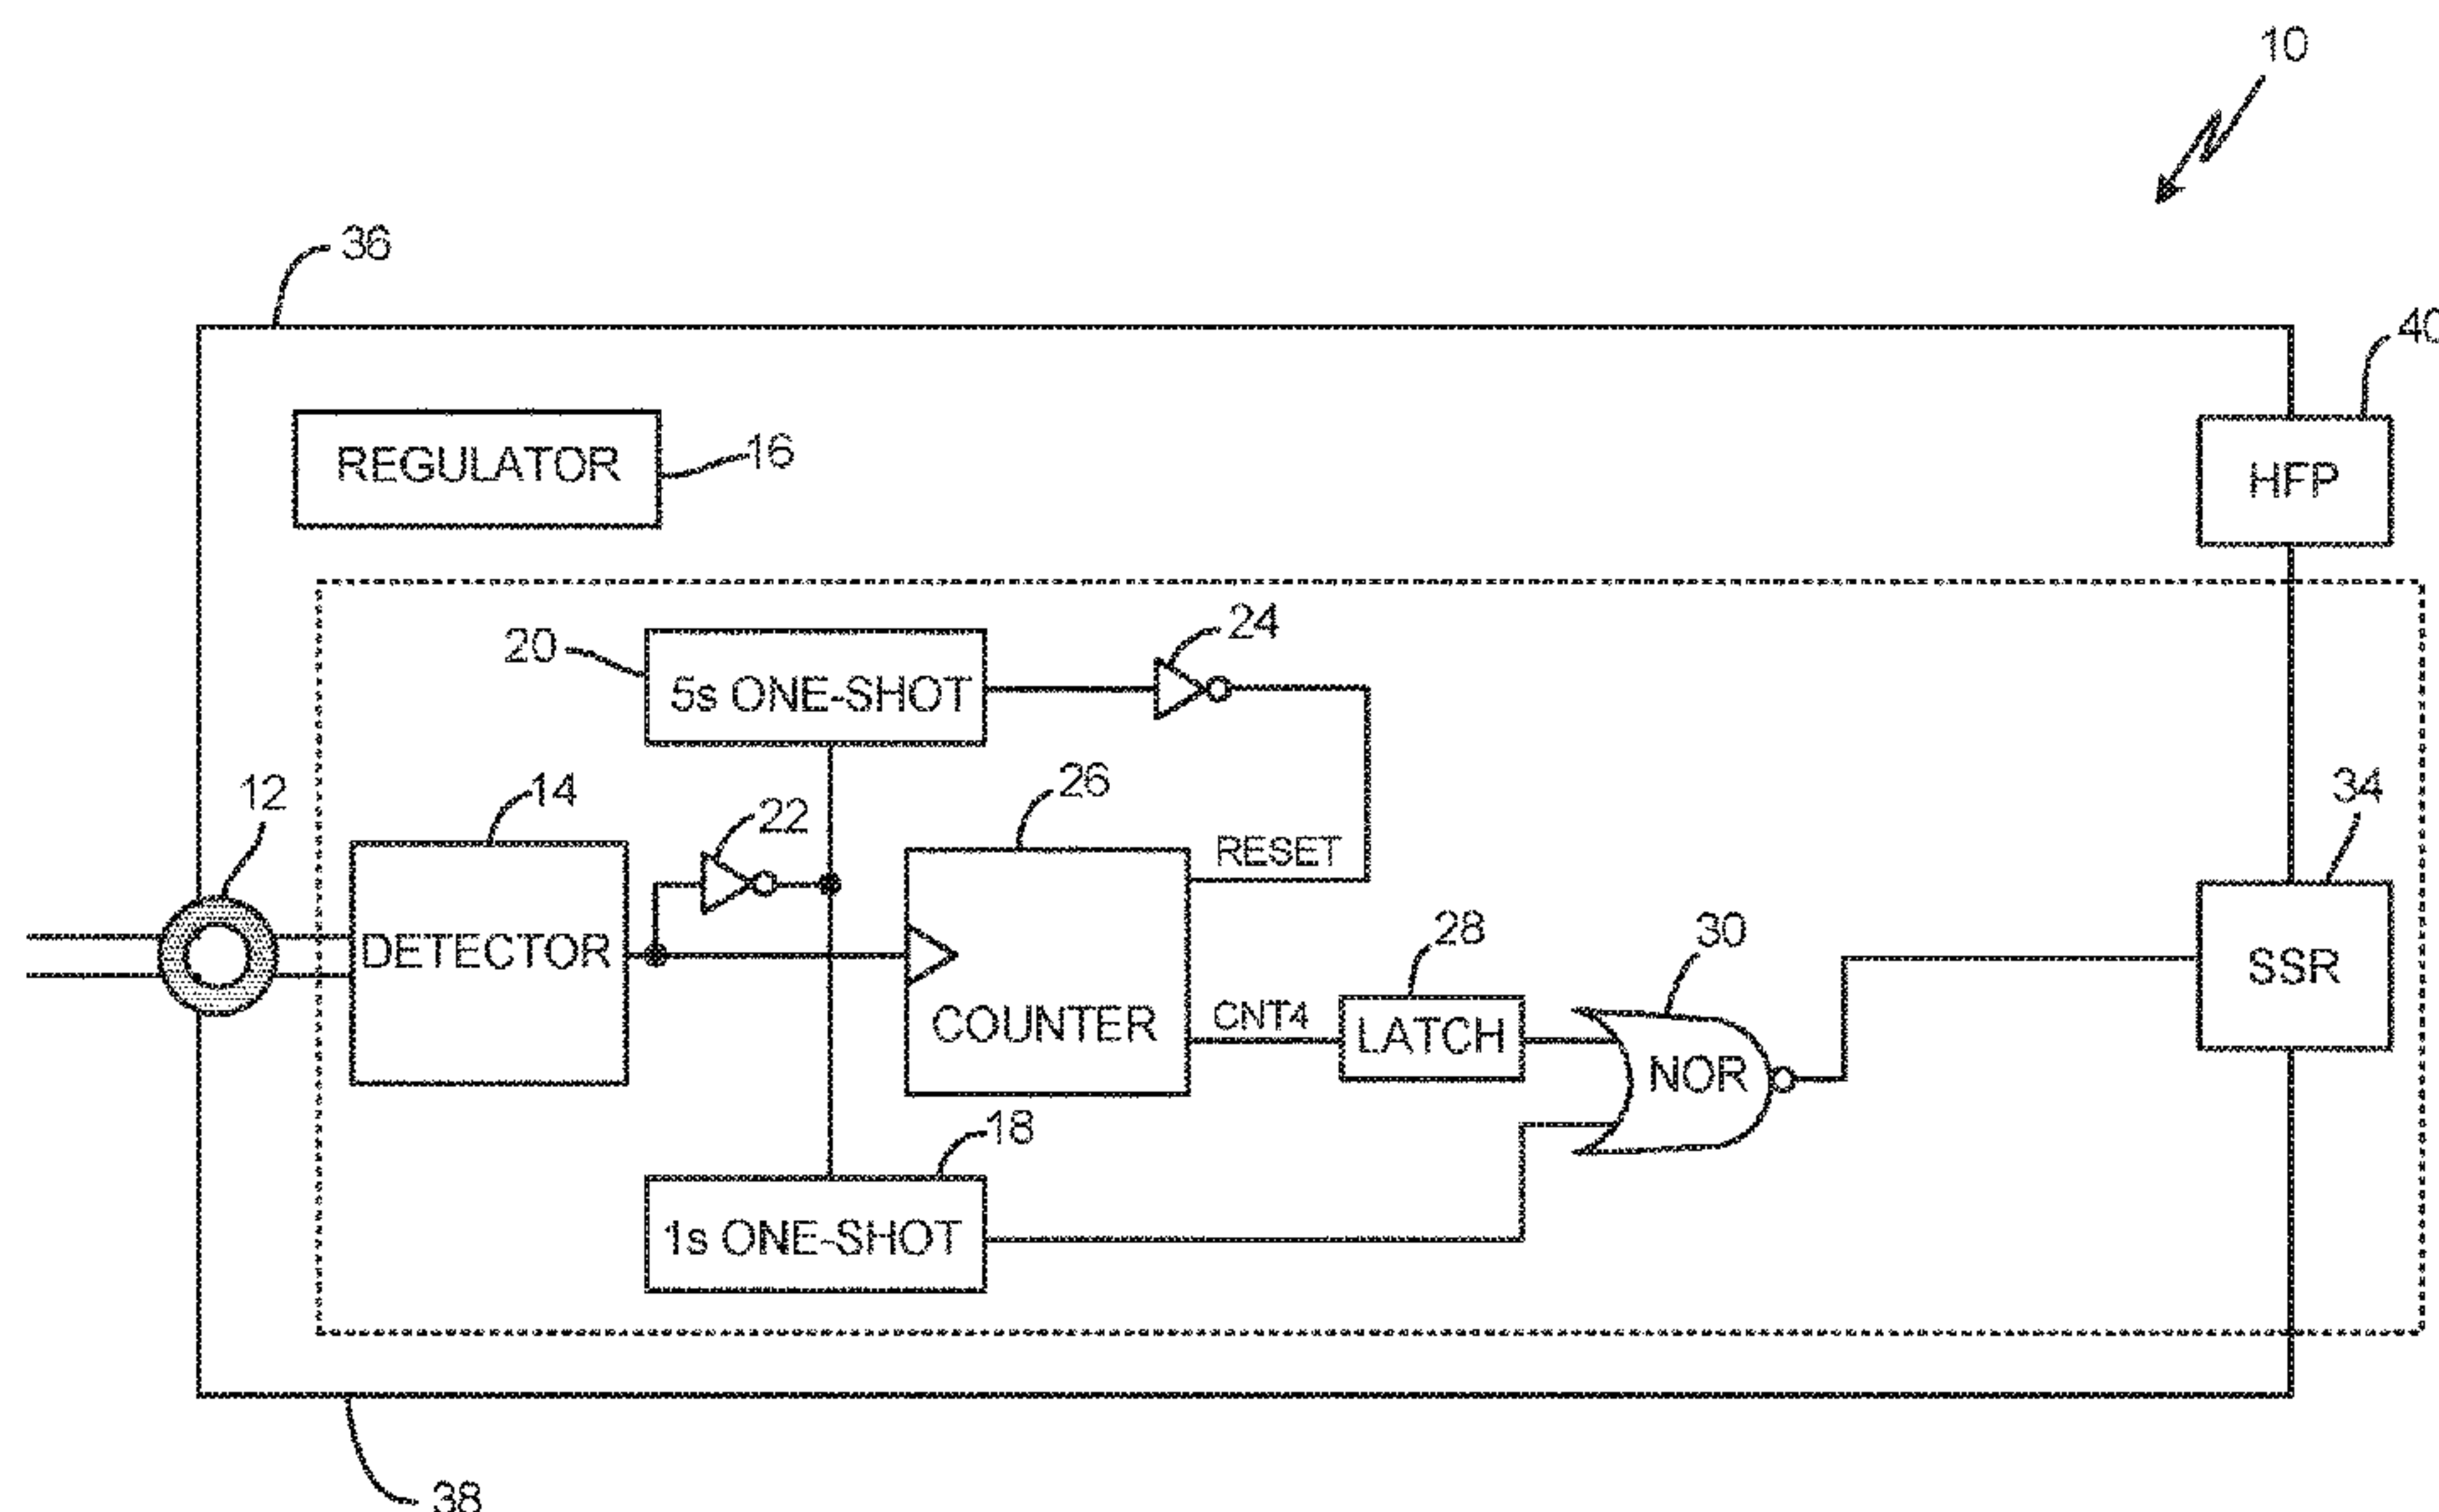 10
36
40
REGULATOR
16
HFP
20
5s ONE-SHOT
24
12
14
22
26
34
RESET
DETECTOR
28
30
SSR
COUNTER
CNT4
LATCH
NOR
18
1s ONE-SHOT
38